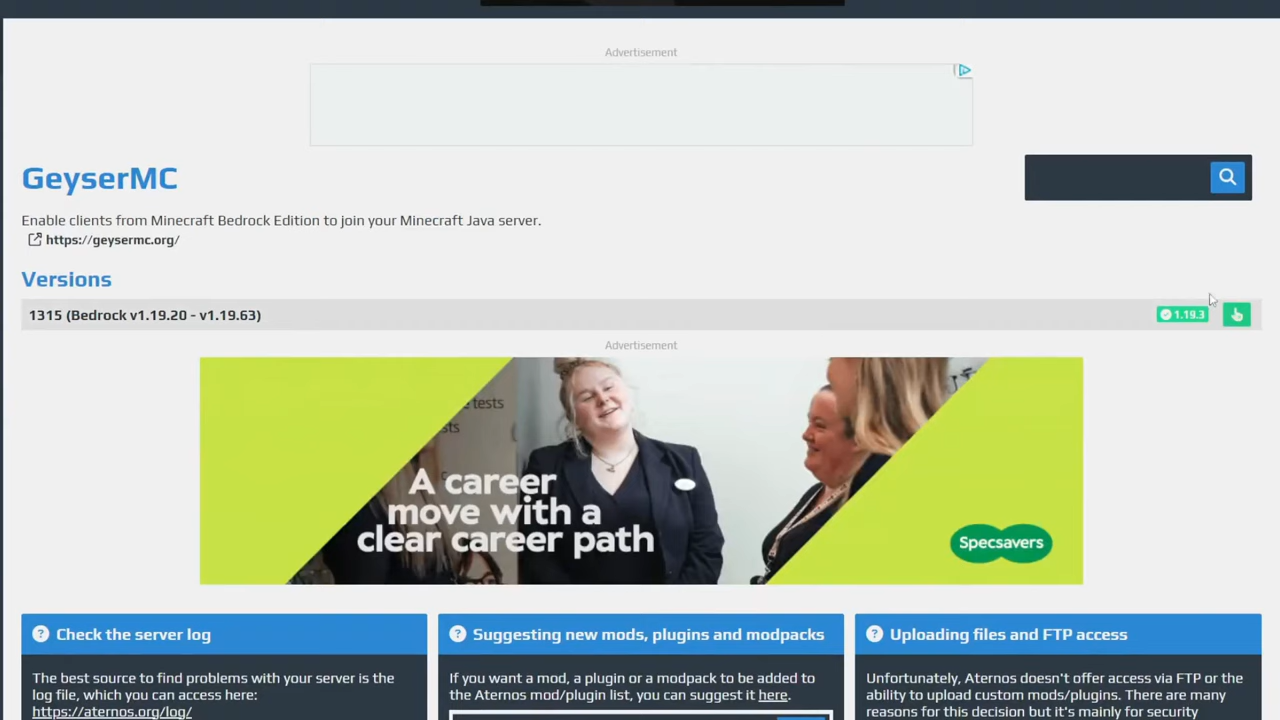 Advertisement
GeyserMC
Enable clients from Minecraft Bedrock Edition to join your Minecraft Java server.
https://geysermc.org/
Versions
1315 (Bedrock v1.19.20 - v1.19.63)
1.19.3
Advertisement
e tests
sts
A career
move with a
clear career path
Specsavers
Check the server log
The best source to find problems with your server is the
log file, which you can access here:
https://aternos.org/log/
Suggesting new mods, plugins and modpacks
If you want a mod, a plugin or a modpack to be added to
the Aternos mod/plugin list, you can suggest it here.
Uploading files and FTP access
Unfortunately, Aternos doesn't offer access via FTP or the
ability to upload custom mods/plugins. There are many
reasons for this decision but it's mainly for security